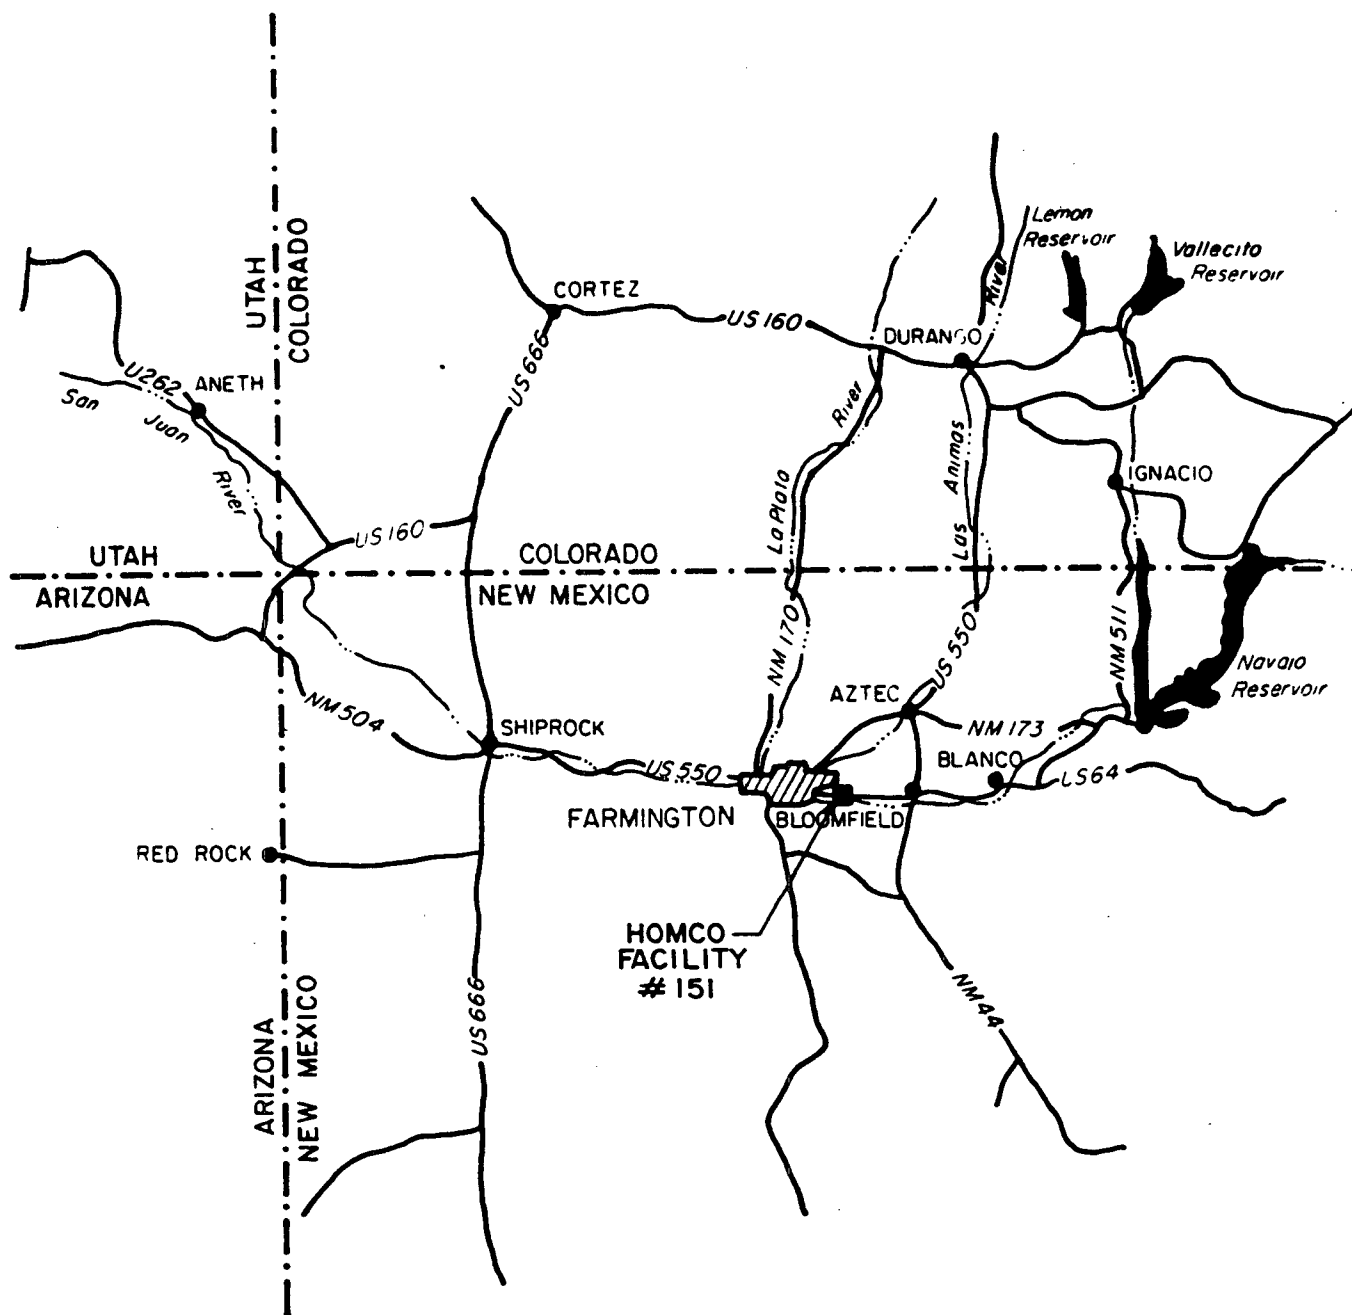 Lemon
Reservoir
Vallecito
Reservoir
UTAH
COLORADO
River
CORTEZ
US 160
DURANGO
US 666
U262
ANETH
San
Juan
River
River
La Plata
Animas
Las
IGNACIO
US 160
UTAH
COLORADO
ARIZONA
NEW MEXICO
NM 170
US 550
NM 511
Navajo
Reservoir
NM 504
SHIPROCK
AZTEC
NM 173
BLANCO
US 550
LS64
FARMINGTON
BLOOMFIELD
RED ROCK
HOMCO
FACILITY
# 151
US 666
NM 44
ARIZONA
NEW MEXICO